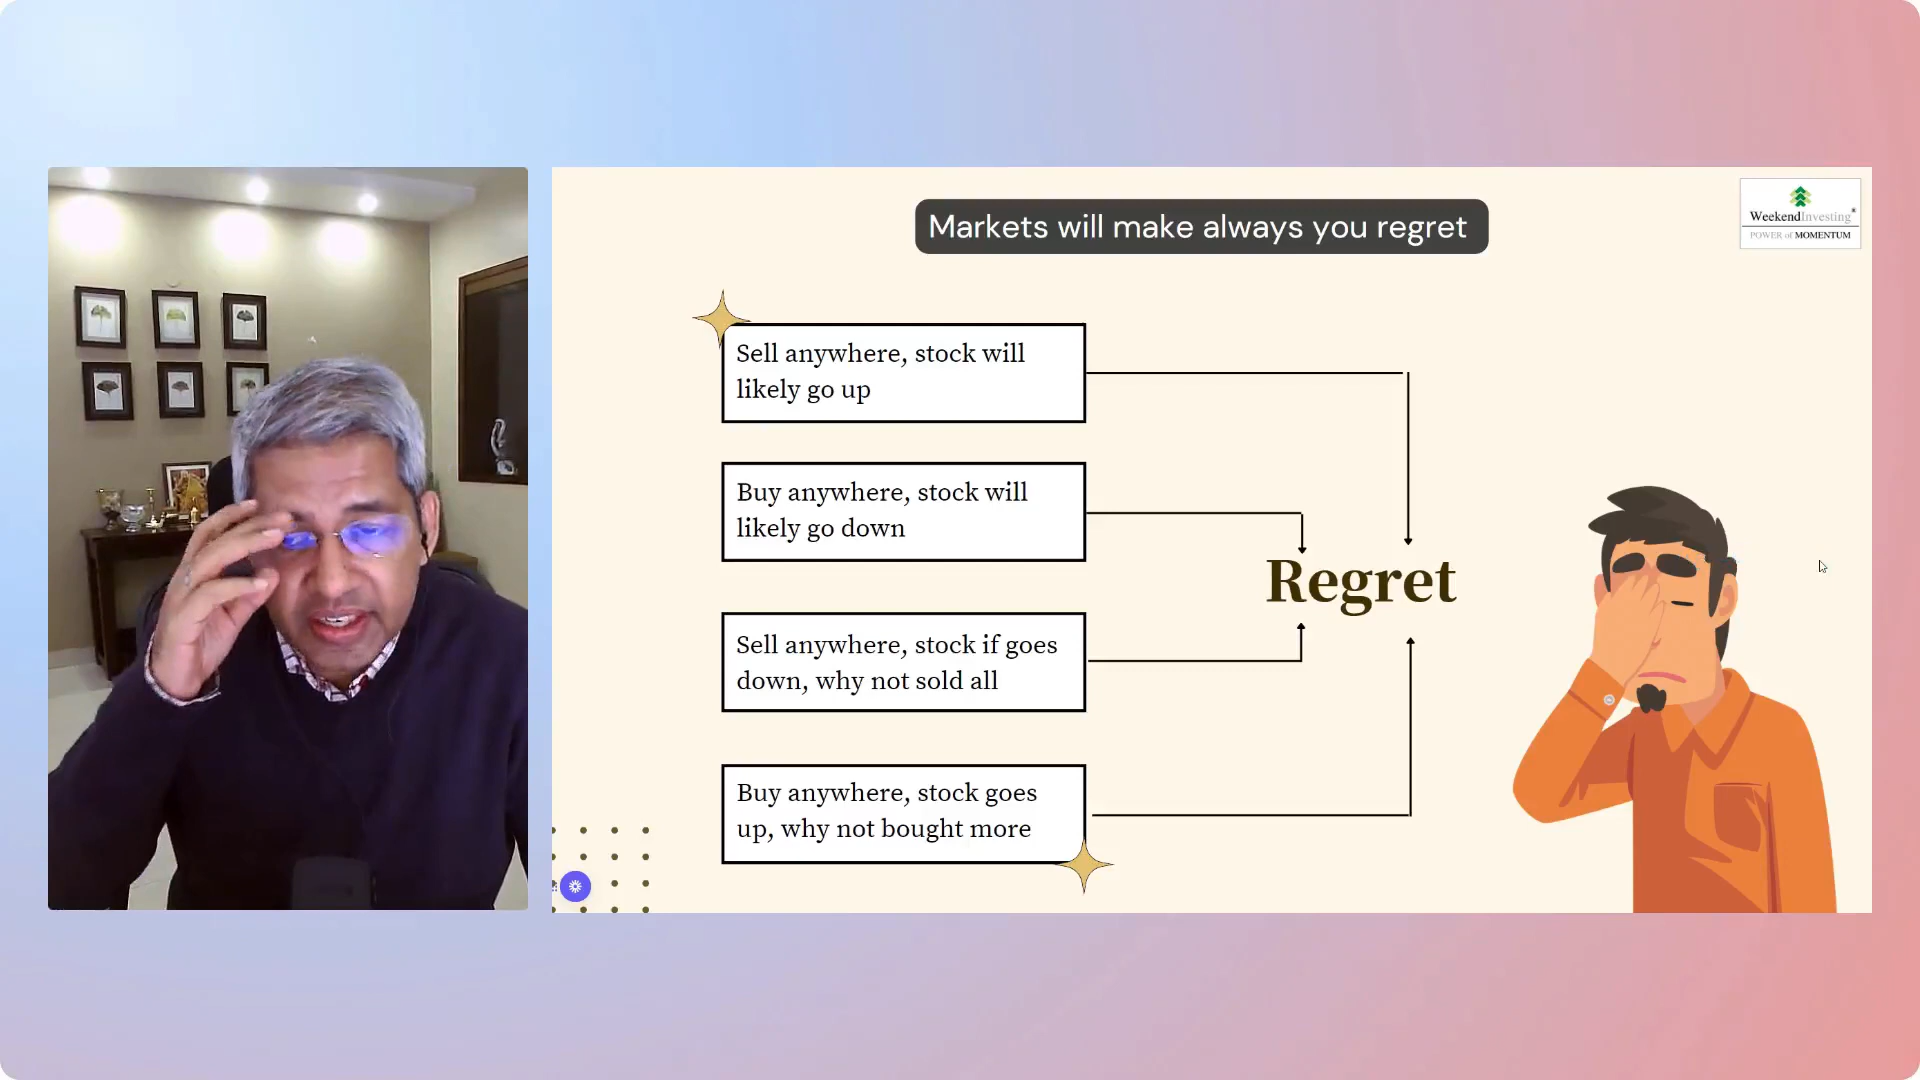 Markets will make always you regret
WeekendInvesting
POWER of MOMENTUM
Sell anywhere, stock will
likely go up
Buy anywhere, stock will
likely go down
Regret
Sell anywhere, stock if goes
down, why not sold all
Buy anywhere, stock goes
up, why not bought more